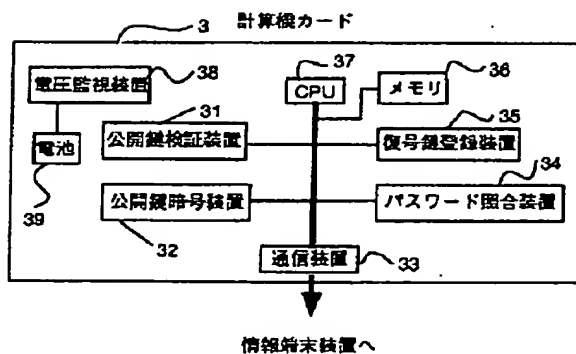 計算機カード
3
電圧監視装置
38
37
CPU
メモリ
36
31
公開鍵検証装置
35
復号鍵登録装置
電池
39
公開鍵暗号装置
32
34
パスワード照合装置
通信装置
33
情報端末装置へ